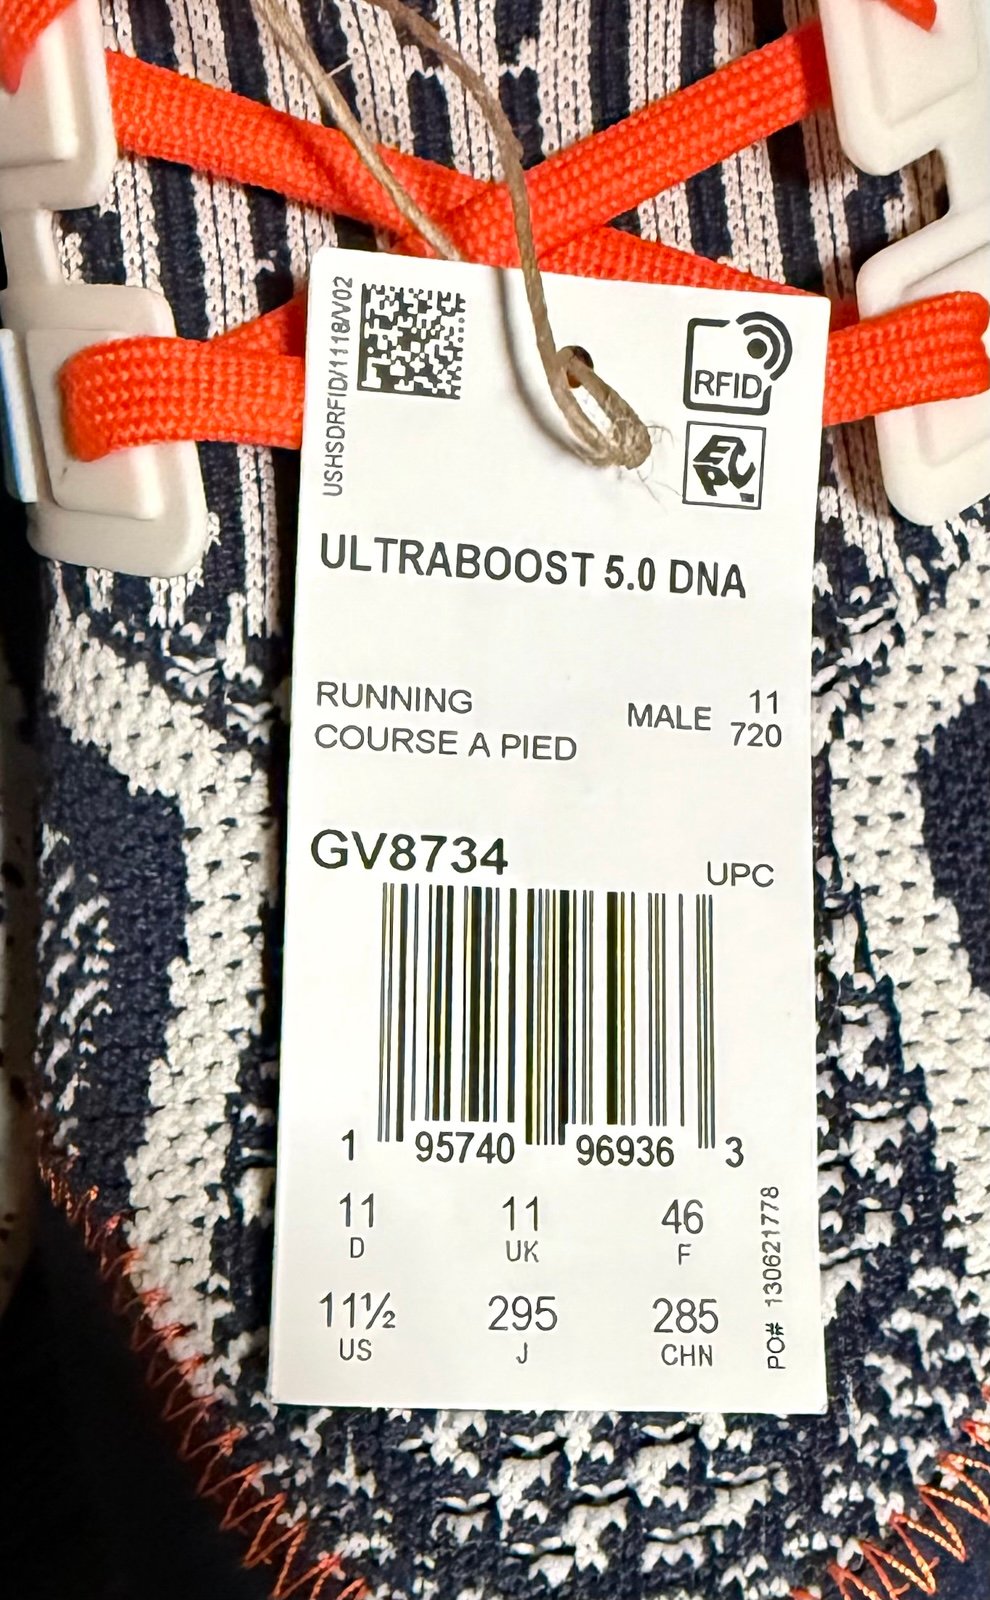 USHSDRFID/1118/V02
RFID
EPC
ULTRABOOST 5.0 DNA
RUNNING
COURSE A PIED
MALE 11
720
GV8734
UPC
1 95740 96936 3
11 11 46
D UK F
11½ 295 285
US J CHN
PO# 130621778